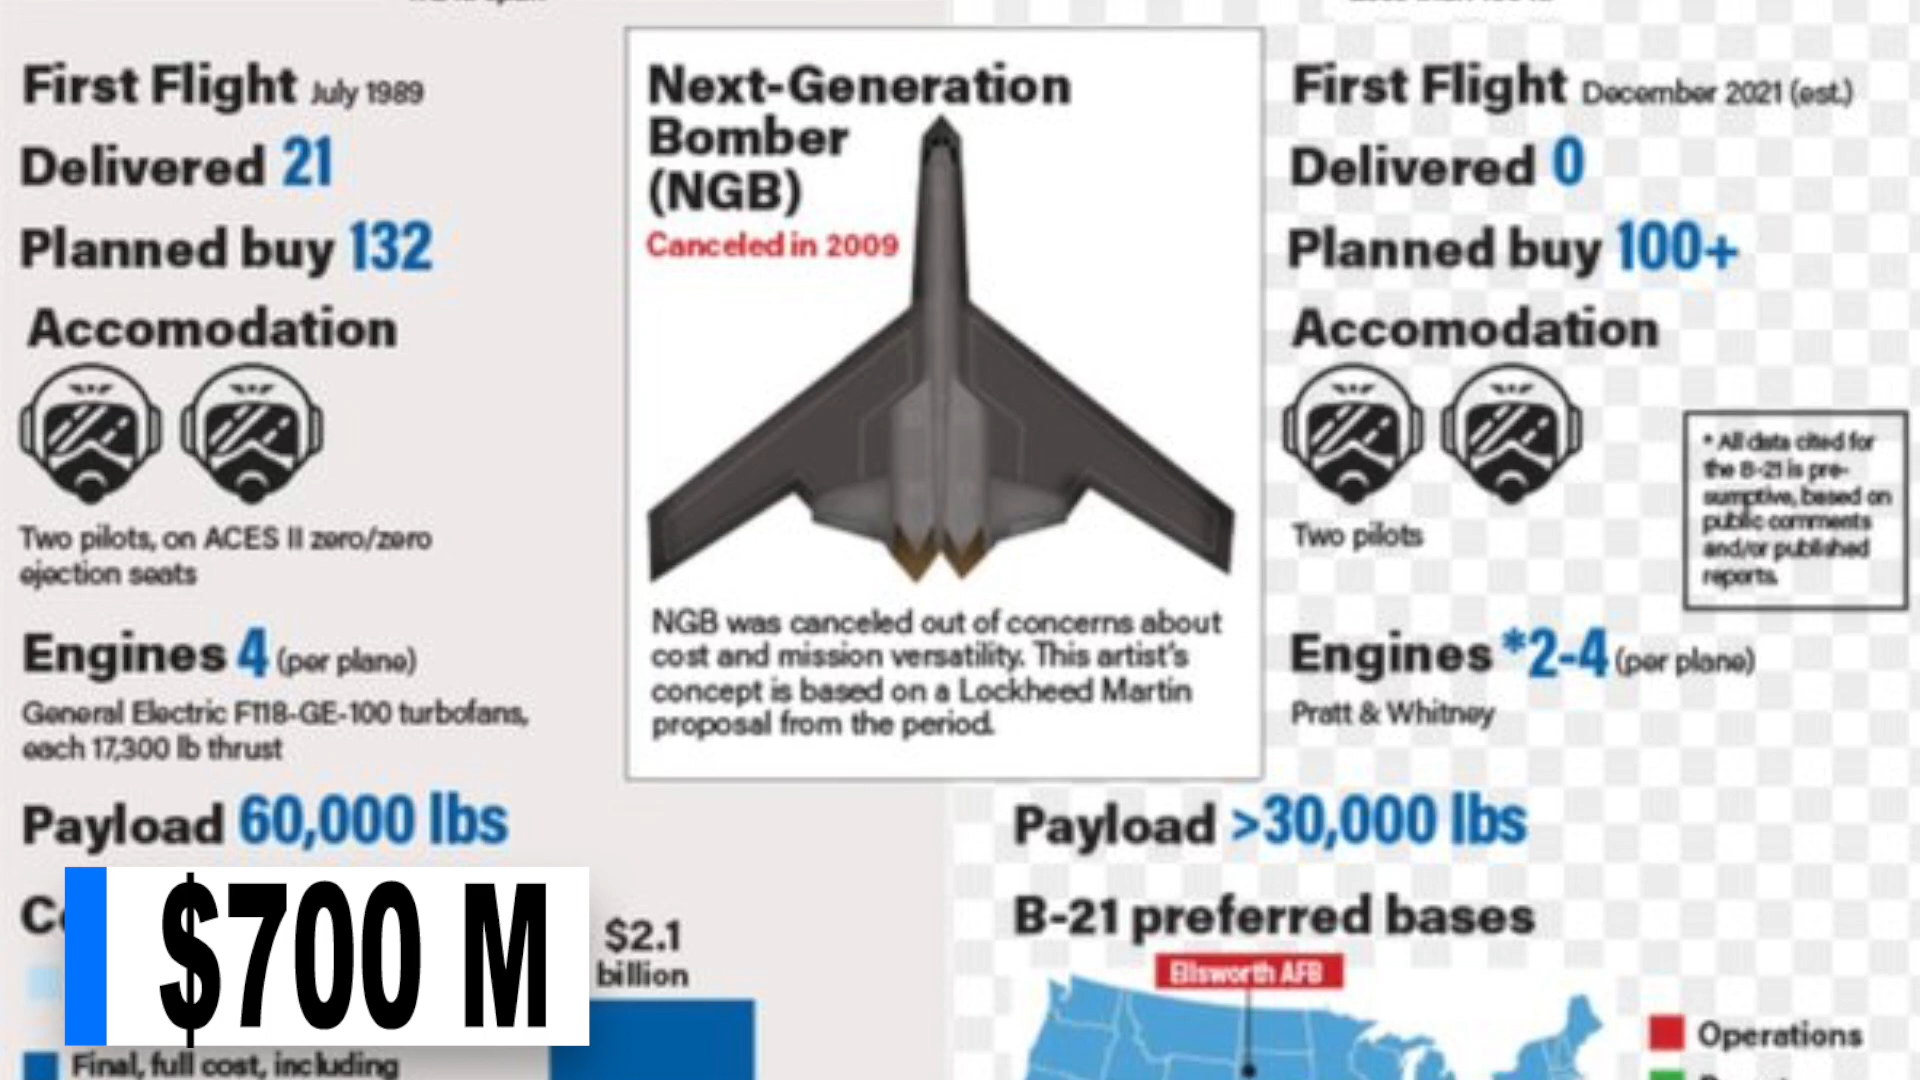 First Flight July 1989
Delivered 21
Planned buy 132
Accomodation
Two pilots, on ACES II zero/zero
ejection seats
Engines 4 (per plane)
General Electric F118-GE-100 turbofans,
each 17,300 lb thrust
Payload 60,000 lbs
$700 M
$2.1
billion
Final, full cost, including
Next-Generation
Bomber
(NGB)
Canceled in 2009
NGB was canceled out of concerns about
cost and mission versatility. This artist's
concept is based on a Lockheed Martin
proposal from the period.
First Flight December 2021 (est.)
Delivered 0
Planned buy 100+
Accomodation
Two pilots
* All data cited for
the B-21 is pre-
sumptive, based on
public comments
and/or published
reports.
Engines *2-4 (per plane)
Pratt & Whitney
Payload >30,000 lbs
B-21 preferred bases
Ellsworth AFB
Operations